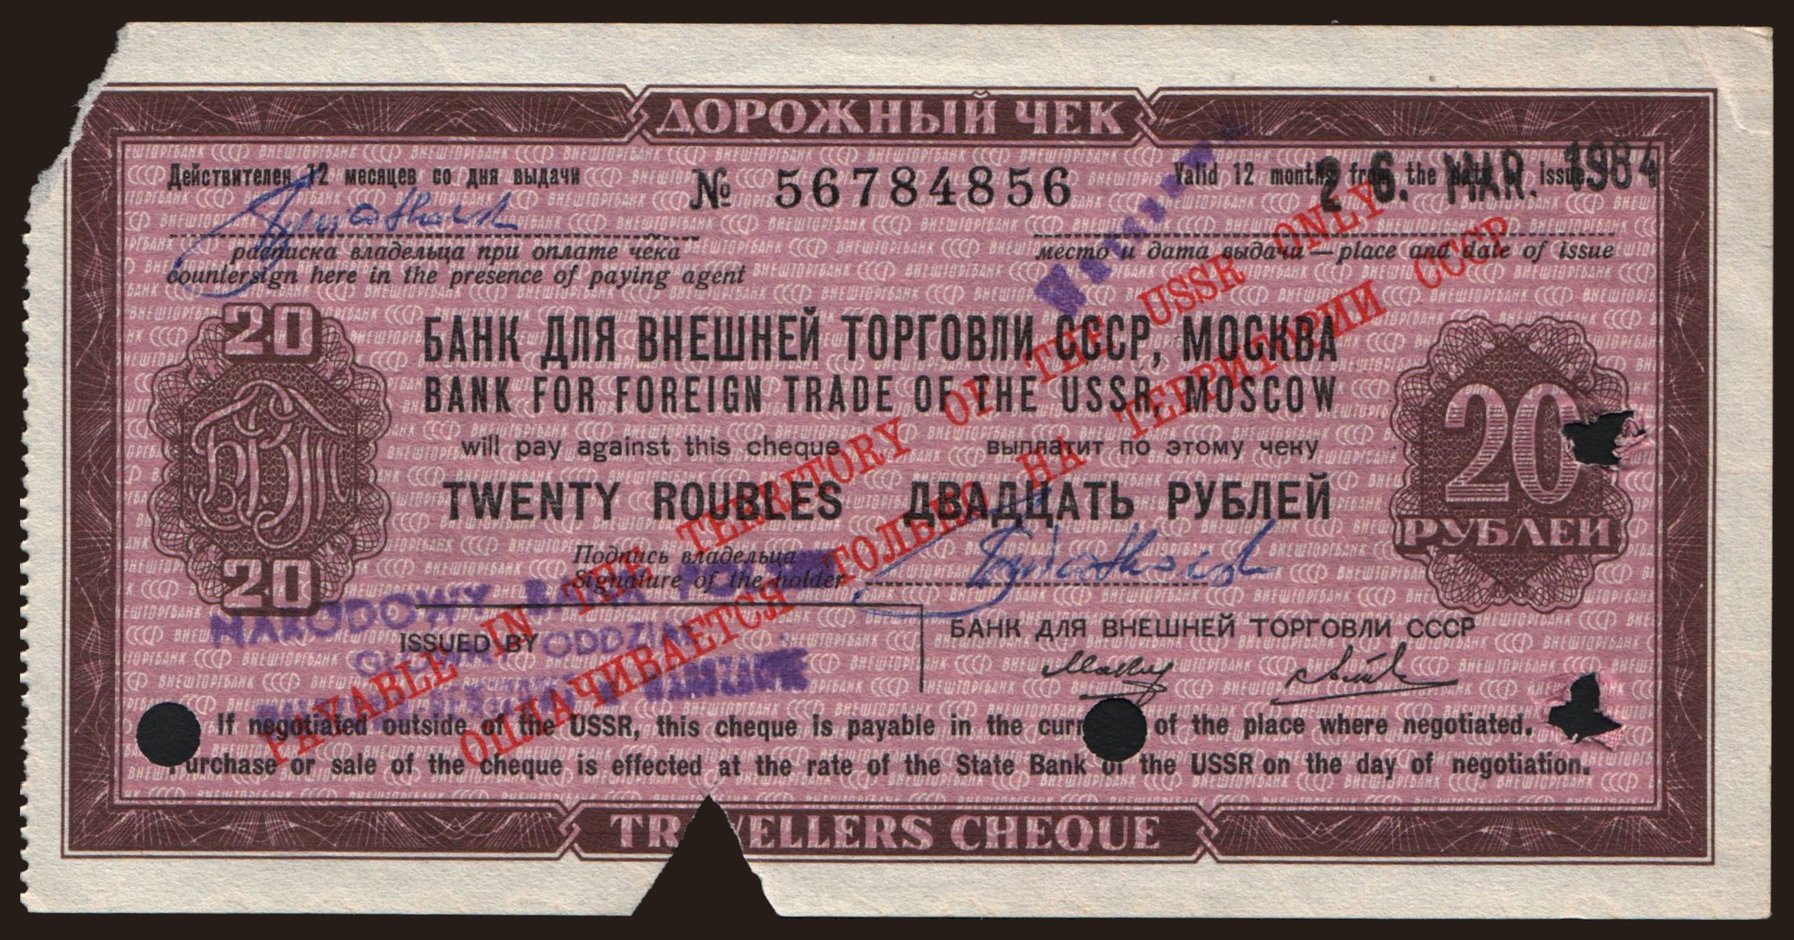 ДОРОЖНЫЙ ЧЕК
Действителен 12 месяцев со дня выдачи
№ 56784856
Valid 12 months from the date of issue
26. MAR. 1984
расписка владельца при оплате чека
countersign here in the presence of paying agent
место и дата выдачи — place and date of issue
20
БАНК ДЛЯ ВНЕШНЕЙ ТОРГОВЛИ СССР, МОСКВА
BANK FOR FOREIGN TRADE OF THE USSR, MOSCOW
will pay against this cheque
выплатит по этому чеку
TWENTY ROUBLES
ДВАДЦАТЬ РУБЛЕЙ
БВТ
20
20
РУБЛЕЙ
Подпись владельца
Signature of the holder
PAYABLE IN THE TERRITORY OF THE USSR ONLY
ОПЛАЧИВАЕТСЯ ТОЛЬКО НА ТЕРРИТОРИИ СССР
NARODOWY BANK
ISSUED BY
ODDZIAŁ
БАНК ДЛЯ ВНЕШНЕЙ ТОРГОВЛИ СССР
If negotiated outside of the USSR, this cheque is payable in the curr of the place where negotiated.
urchase or sale of the cheque is effected at the rate of the State Bank of the USSR on the day of negotiation.
TR VELLERS CHEQUE